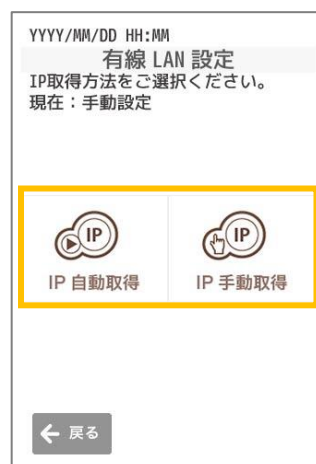 YYYY/MM/DD HH:MM
有線 LAN 設定
IP取得方法をご選択ください。
現在：手動設定
IP IP
IP 自動取得 IP 手動取得
戻る